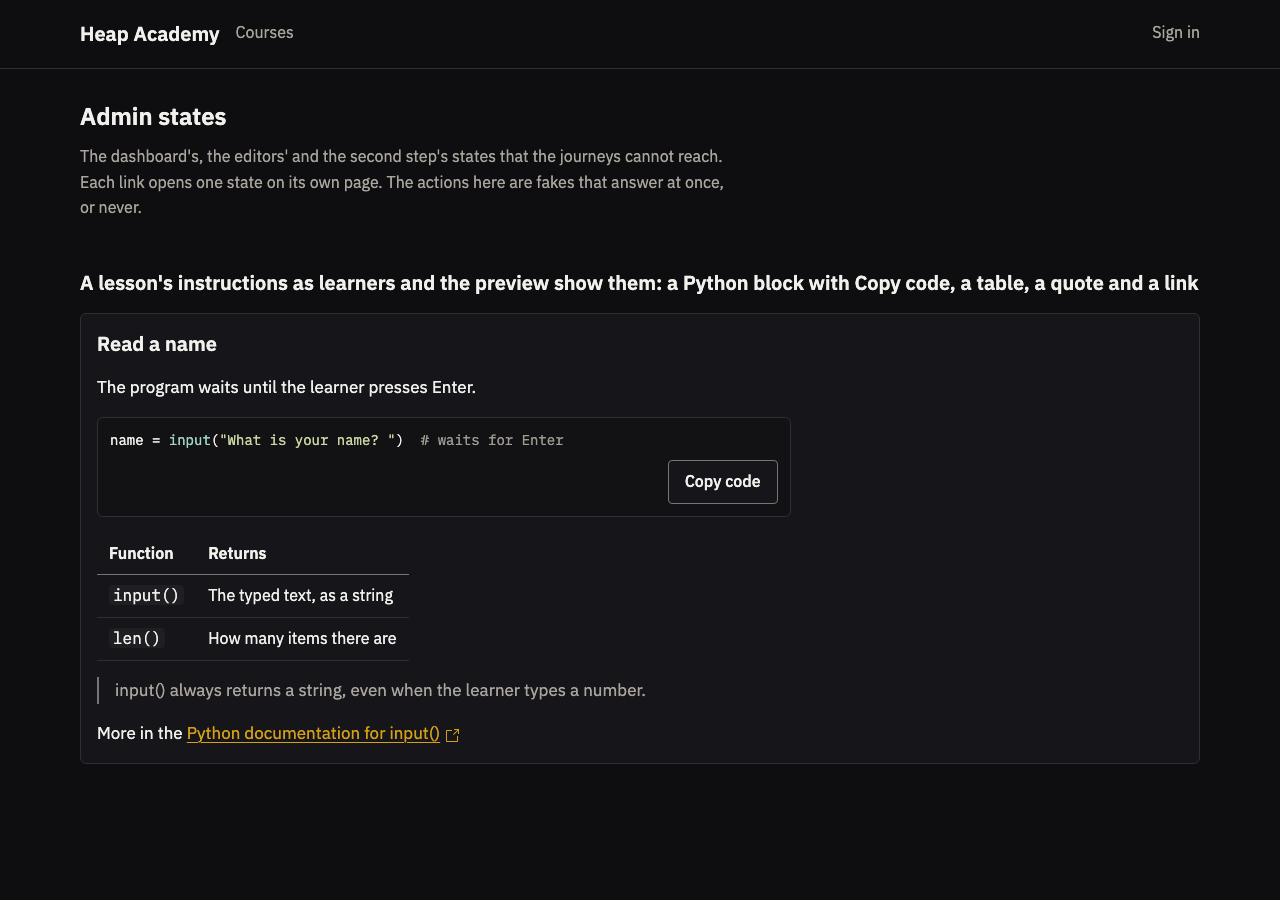 Heap Academy Courses Sign in
Admin states
The dashboard's, the editors' and the second step's states that the journeys cannot reach.
Each link opens one state on its own page. The actions here are fakes that answer at once,
or never.
A lesson's instructions as learners and the preview show them: a Python block with Copy code, a table, a quote and a link
Read a name
The program waits until the learner presses Enter.
name = input("What is your name? ")  # waits for Enter
Copy code
Function Returns
input() The typed text, as a string
len() How many items there are
input() always returns a string, even when the learner types a number.
More in the Python documentation for input()